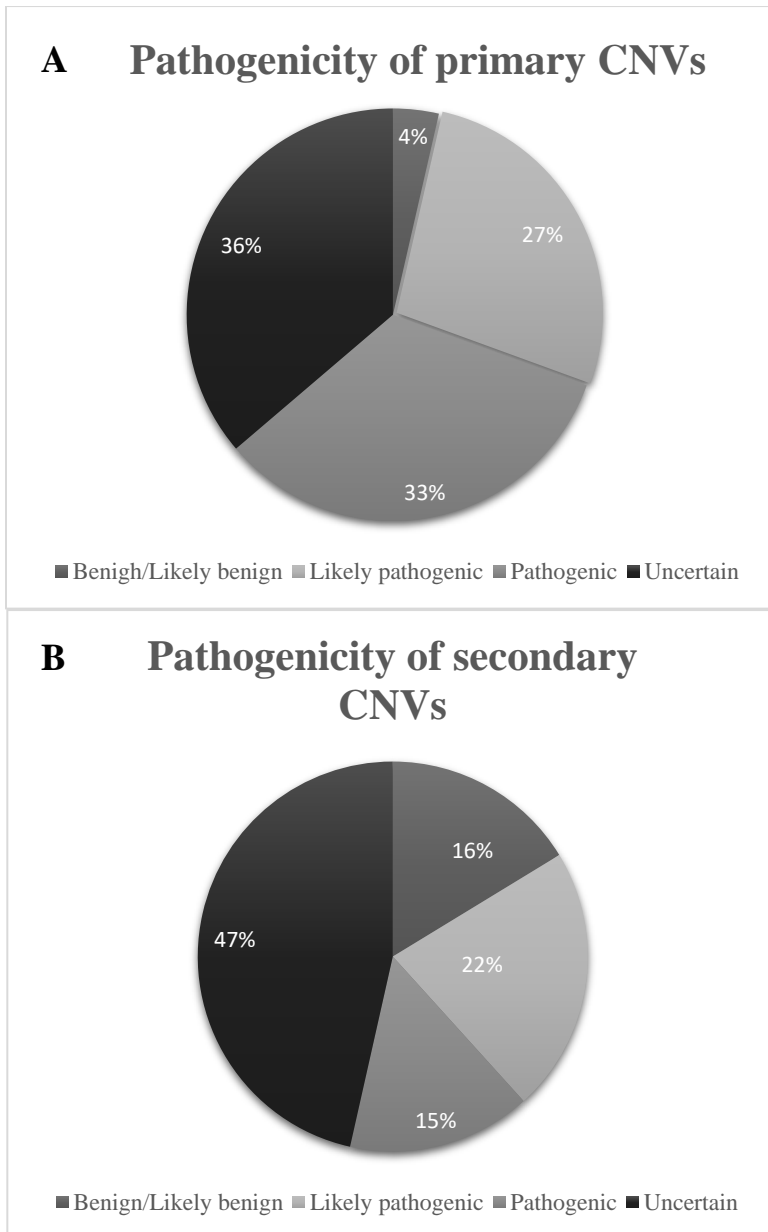 A Pathogenicity of primary CNVs
4%
27%
36%
33%
Benigh/Likely benign Likely pathogenic Pathogenic Uncertain
B Pathogenicity of secondary
CNVs
16%
47%
22%
15%
Benign/Likely benign Likely pathogenic Pathogenic Uncertain